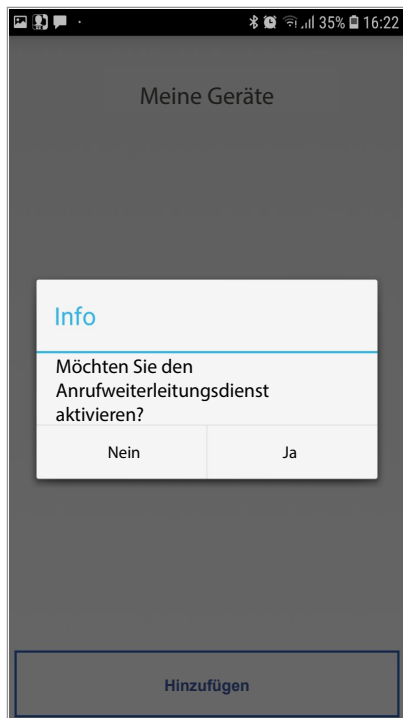 35% 16:22
Meine Geräte
Info
Möchten Sie den
Anrufweiterleitungsdienst
aktivieren?
Nein Ja
Hinzufügen